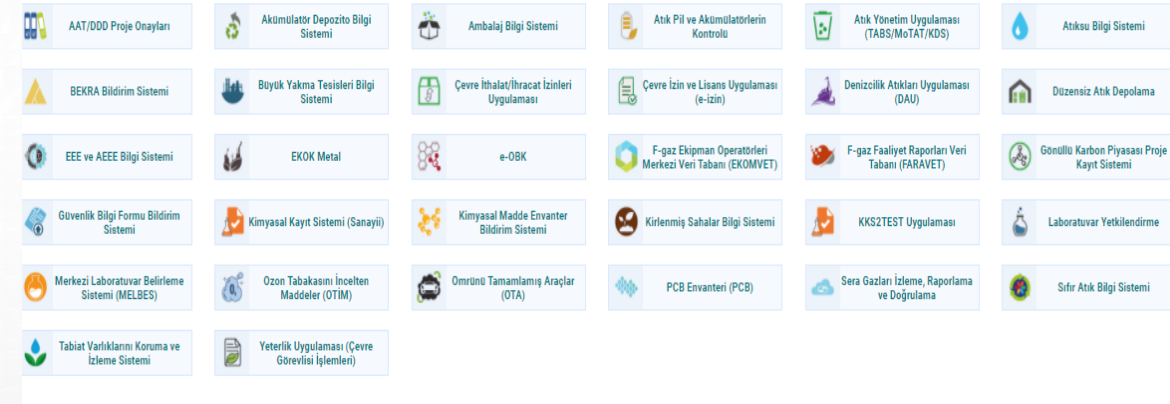 AAT/DDD Proje Onayları
Akümülatör Depozito Bilgi
Sistemi
Ambalaj Bilgi Sistemi
Atık Pil ve Akümülatörlerin
Kontrolü
Atık Yönetim Uygulaması
(TABS/MoTAT/KDS)
Atıksu Bilgi Sistemi
BEKRA Bildirim Sistemi
Büyük Yakma Tesisleri Bilgi
Sistemi
Çevre İthalat/İhracat İzinleri
Uygulaması
Çevre İzin ve Lisans Uygulaması
(e-izin)
Denizcilik Atıkları Uygulaması
(DAU)
Düzensiz Atık Depolama
EEE ve AEEE Bilgi Sistemi
EKOK Metal
e-OBK
F-gaz Ekipman Operatörleri
Merkezi Veri Tabanı (EKOMVET)
F-gaz Faaliyet Raporları Veri
Tabanı (FARAVET)
Gönüllü Karbon Piyasası Proje
Kayıt Sistemi
Güvenlik Bilgi Formu Bildirim
Sistemi
Kimyasal Kayıt Sistemi (Sanayii)
Kimyasal Madde Envanter
Bildirim Sistemi
Kirlenmiş Sahalar Bilgi Sistemi
KKS2TEST Uygulaması
Laboratuvar Yetkilendirme
Merkezi Laboratuvar Belirleme
Sistemi (MELBES)
Ozon Tabakasını İncelten
Maddeler (OTİM)
Ömrünü Tamamlamış Araçlar
(ÖTA)
PCB Envanteri (PCB)
Sera Gazları İzleme, Raporlama
ve Doğrulama
Sıfır Atık Bilgi Sistemi
Tabiat Varlıklarını Koruma ve
İzleme Sistemi
Yeterlik Uygulaması (Çevre
Görevlisi İşlemleri)